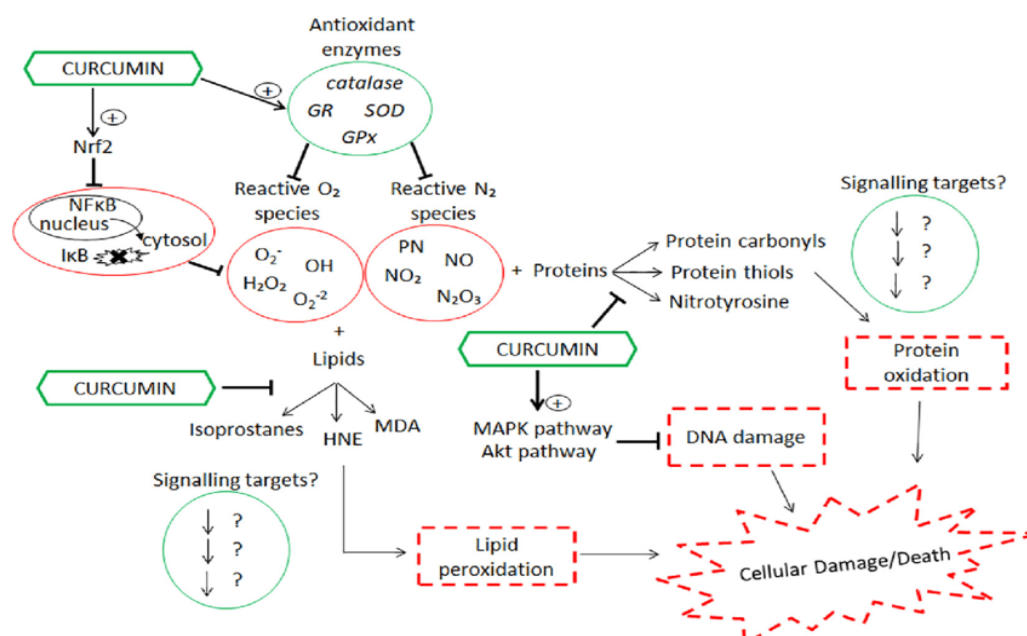 Antioxidant
enzymes
CURCUMIN
+
catalase
GR SOD
GPx
+
Nrf2
Reactive O₂
species
Reactive N₂
species
NFκB
nucleus
cytosol
IκB
O₂⁻
OH
H₂O₂
O₂⁻²
PN
NO
NO₂
N₂O₃
+ Proteins
Protein carbonyls
Protein thiols
Nitrotyrosine
Signalling targets?
?
?
?
+
Lipids
CURCUMIN
CURCUMIN
Protein
oxidation
Isoprostanes
HNE
MDA
+
MAPK pathway
Akt pathway
DNA damage
Signalling targets?
?
?
?
Lipid
peroxidation
Cellular Damage/Death